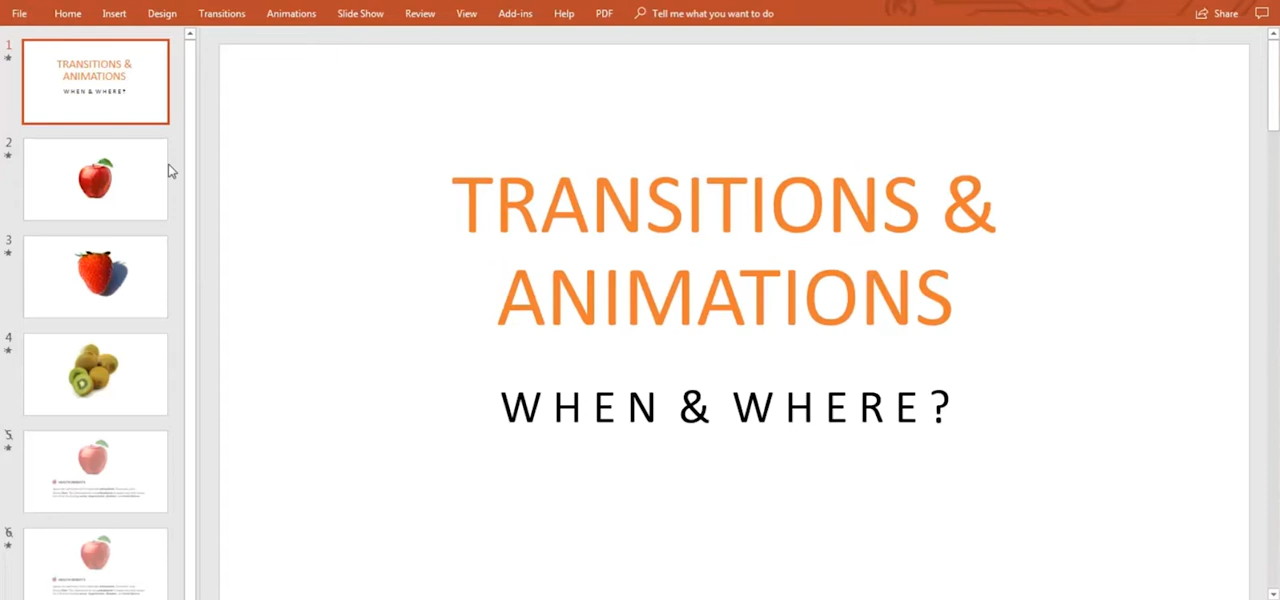 File Home Insert Design Transitions Animations Slide Show Review View Add-ins Help PDF Tell me what you want to do Share
1
TRANSITIONS &
ANIMATIONS
WHEN & WHERE?
2
3
4
5
6
TRANSITIONS &
ANIMATIONS
WHEN & WHERE?